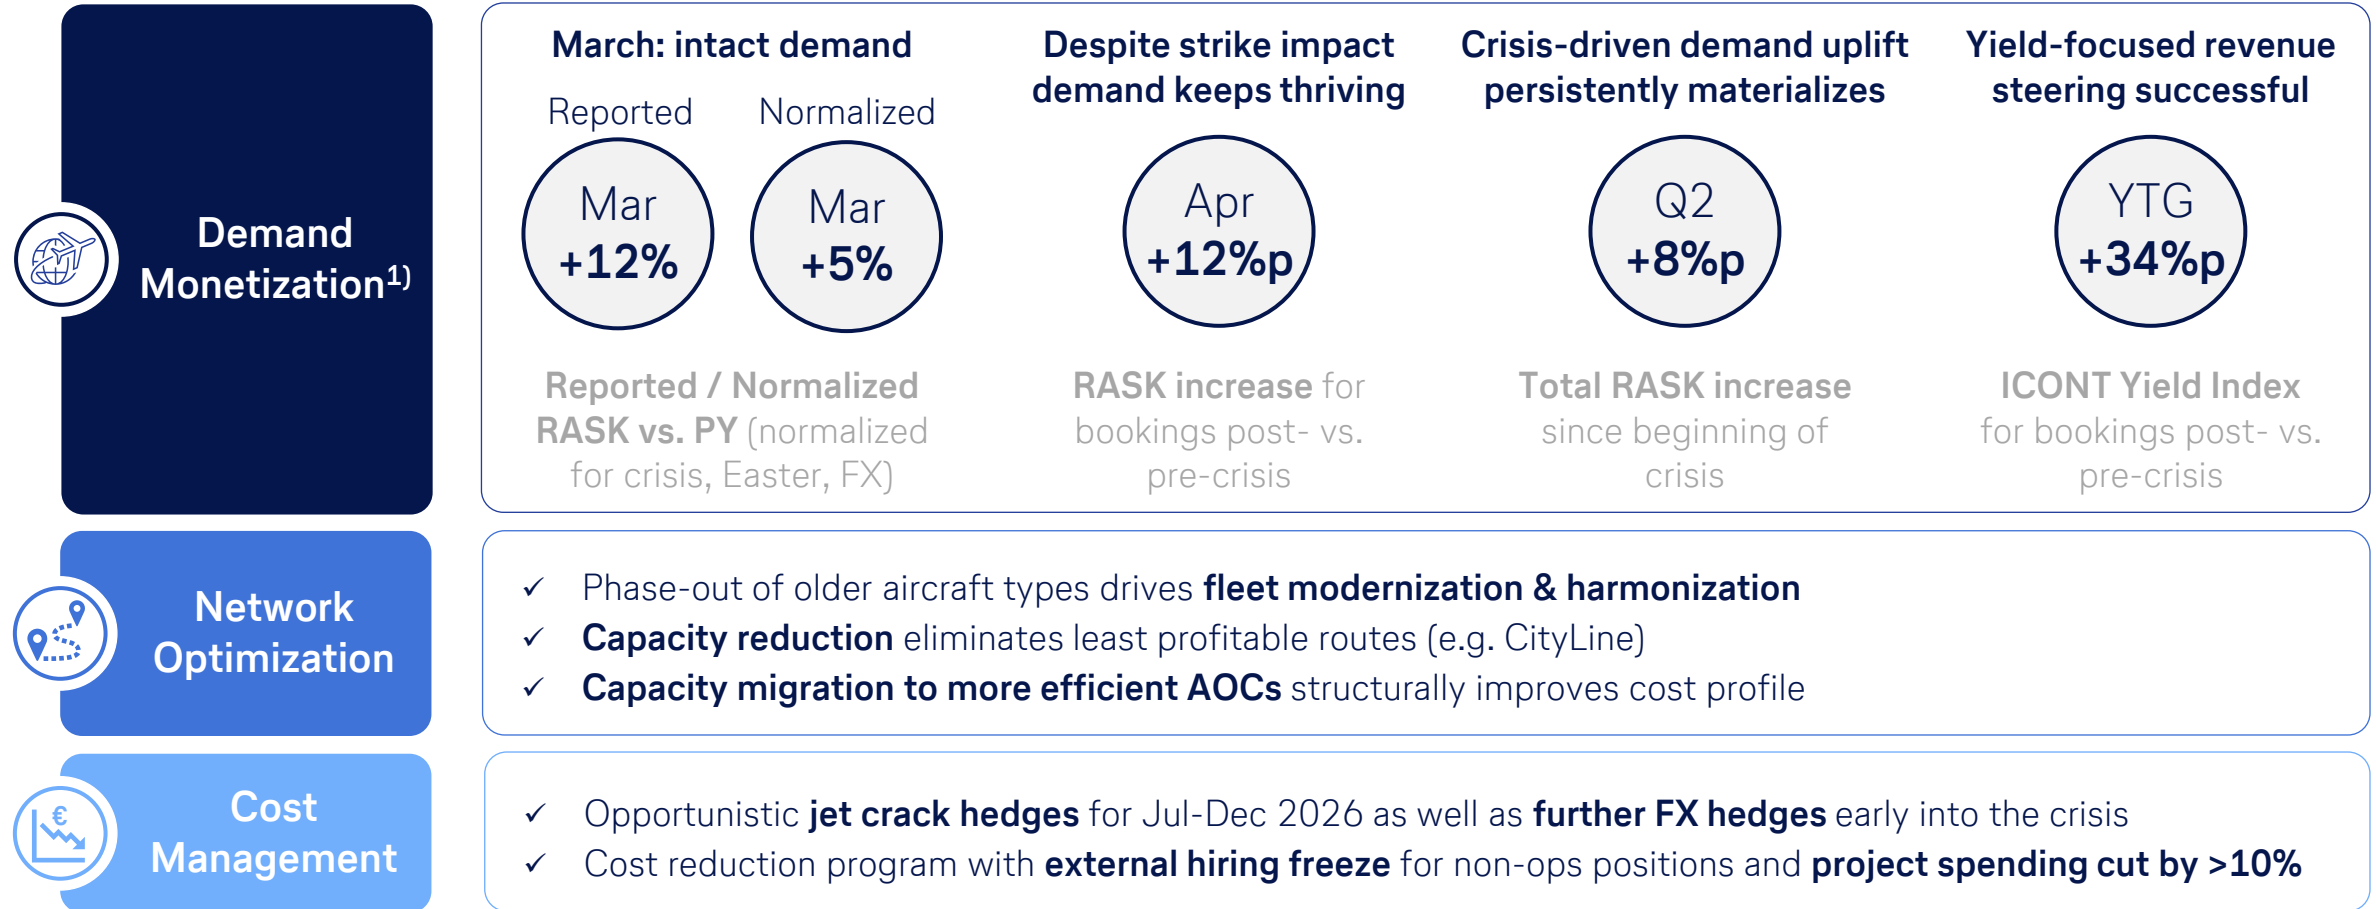 Demand
Monetization1)
March: intact demand
Reported
Normalized
Mar
+12%
Mar
+5%
Reported / Normalized
RASK vs. PY (normalized
for crisis, Easter, FX)
Despite strike impact
demand keeps thriving
Apr
+12%p
RASK increase for
bookings post- vs.
pre-crisis
Crisis-driven demand uplift
persistently materializes
Q2
+8%p
Total RASK increase
since beginning of
crisis
Yield-focused revenue
steering successful
YTG
+34%p
ICONT Yield Index
for bookings post- vs.
pre-crisis
Network
Optimization
✓ Phase-out of older aircraft types drives fleet modernization & harmonization
✓ Capacity reduction eliminates least profitable routes (e.g. CityLine)
✓ Capacity migration to more efficient AOCs structurally improves cost profile
€
Cost
Management
✓ Opportunistic jet crack hedges for Jul-Dec 2026 as well as further FX hedges early into the crisis
✓ Cost reduction program with external hiring freeze for non-ops positions and project spending cut by >10%